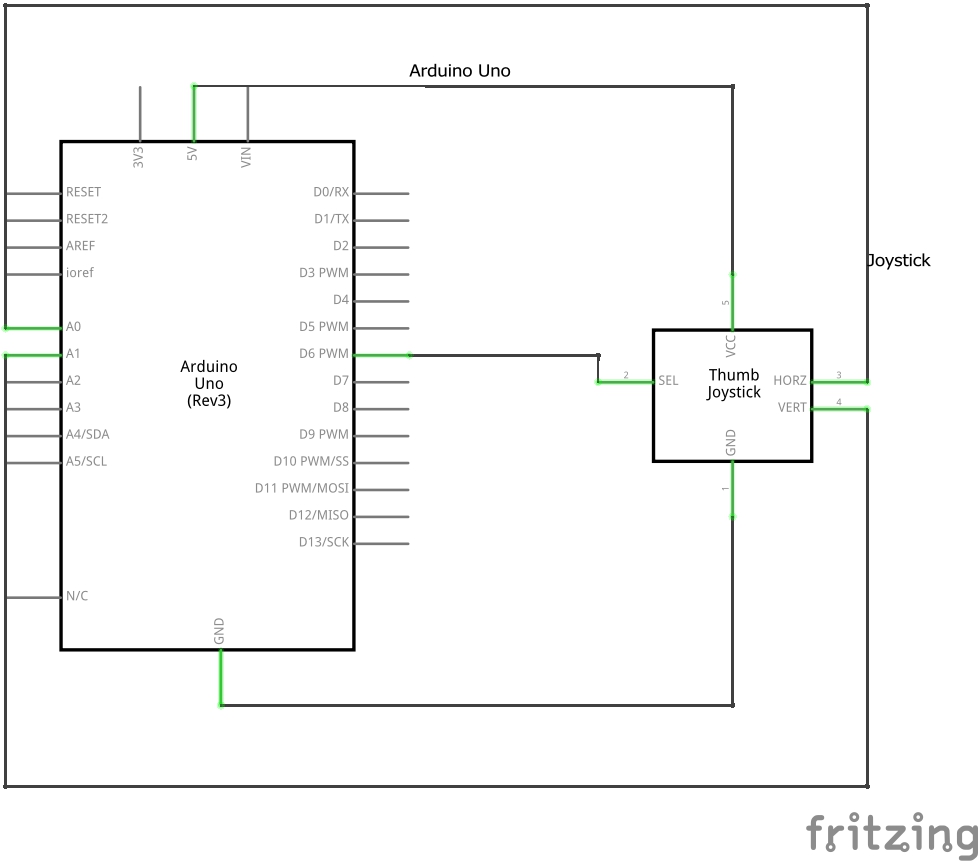 Arduino Uno
3V3
5V
VIN
RESET
RESET2
AREF
ioref
A0
A1
A2
A3
A4/SDA
A5/SCL
N/C
D0/RX
D1/TX
D2
D3 PWM
D4
D5 PWM
D6 PWM
D7
D8
D9 PWM
D10 PWM/SS
D11 PWM/MOSI
D12/MISO
D13/SCK
Arduino
Uno
(Rev3)
GND
Joystick
5
VCC
2
SEL
Thumb
Joystick
HORZ
3
VERT
4
GND
1
fritzing